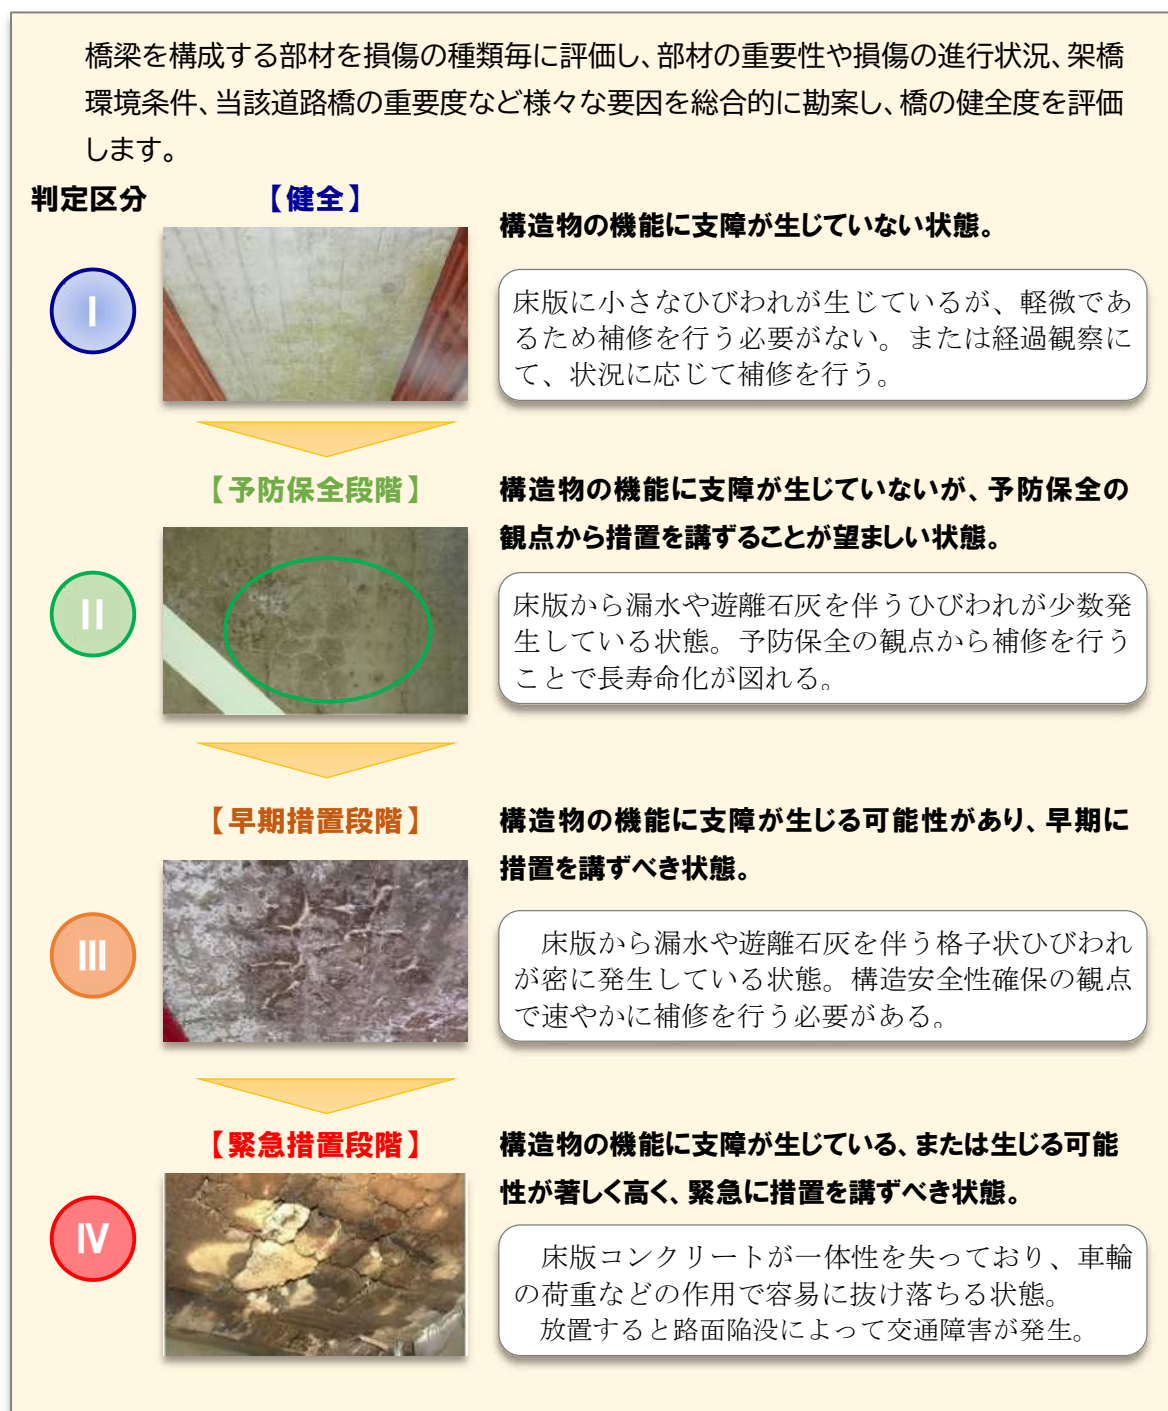 橋梁を構成する部材を損傷の種類毎に評価し、部材の重要性や損傷の進行状況、架橋
環境条件、当該道路橋の重要度など様々な要因を総合的に勘案し、橋の健全度を評価
します。
判定区分
【健全】
構造物の機能に支障が生じていない状態。
I
床版に小さなひびわれが生じているが、軽微であ
るため補修を行う必要がない。または経過観察に
て、状況に応じて補修を行う。
【予防保全段階】
構造物の機能に支障が生じていないが、予防保全の
観点から措置を講ずることが望ましい状態。
II
床版から漏水や遊離石灰を伴うひびわれが少数発
生している状態。予防保全の観点から補修を行う
ことで長寿命化が図れる。
【早期措置段階】
構造物の機能に支障が生じる可能性があり、早期に
措置を講ずべき状態。
III
床版から漏水や遊離石灰を伴う格子状ひびわれ
が密に発生している状態。構造安全性確保の観点
で速やかに補修を行う必要がある。
【緊急措置段階】
構造物の機能に支障が生じている、または生じる可能
性が著しく高く、緊急に措置を講ずべき状態。
IV
床版コンクリートが一体性を失っており、車輪
の荷重などの作用で容易に抜け落ちる状態。
放置すると路面陥没によって交通障害が発生。